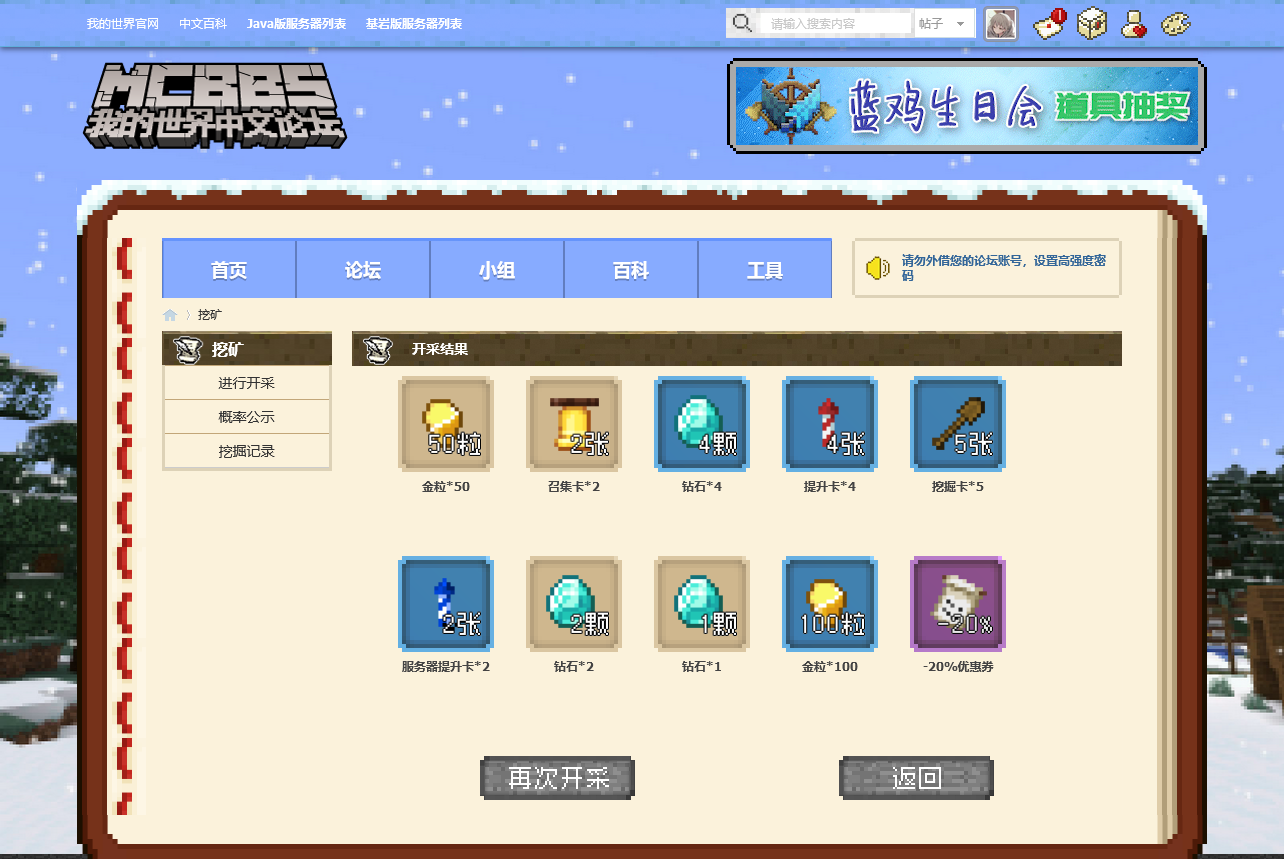 我的世界官网 中文百科 Java版服务器列表 基岩版服务器列表
请输入搜索内容 帖子
1
MCBBS
我的世界中文论坛
蓝鸡生日会 道具抽奖
首页 论坛 小组 百科 工具
请勿外借您的论坛账号，设置高强度密
码
挖矿
挖矿
进行开采
概率公示
挖掘记录
开采结果
50粒 2张 4颗 4张 5张
金粒*50 召集卡*2 钻石*4 提升卡*4 挖掘卡*5
2张 2颗 1颗 100粒 -20%
服务器提升卡*2 钻石*2 钻石*1 金粒*100 -20%优惠券
再次开采 返回